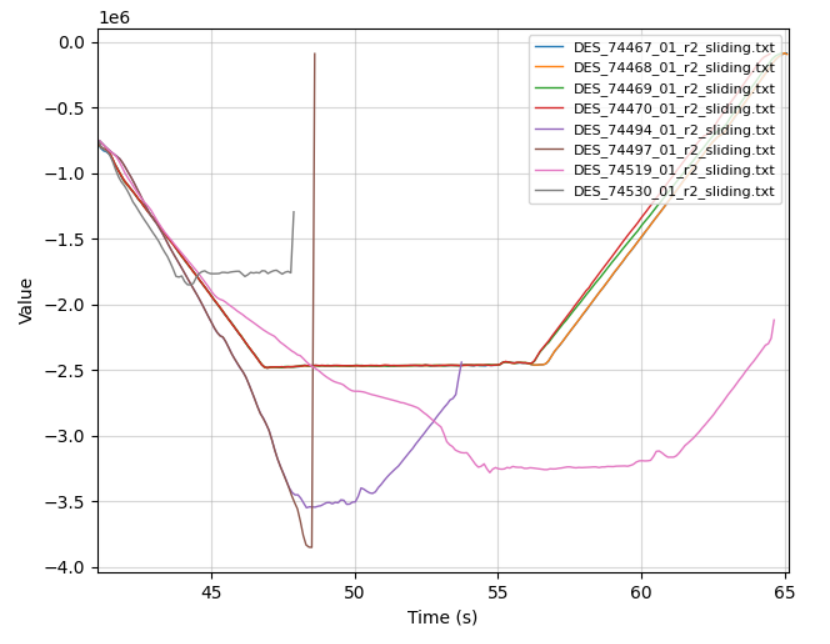 1e6
0.0
−0.5
−1.0
−1.5
−2.0
−2.5
−3.0
−3.5
−4.0
Value
45
50
55
60
65
Time (s)
DES_74467_01_r2_sliding.txt
DES_74468_01_r2_sliding.txt
DES_74469_01_r2_sliding.txt
DES_74470_01_r2_sliding.txt
DES_74494_01_r2_sliding.txt
DES_74497_01_r2_sliding.txt
DES_74519_01_r2_sliding.txt
DES_74530_01_r2_sliding.txt